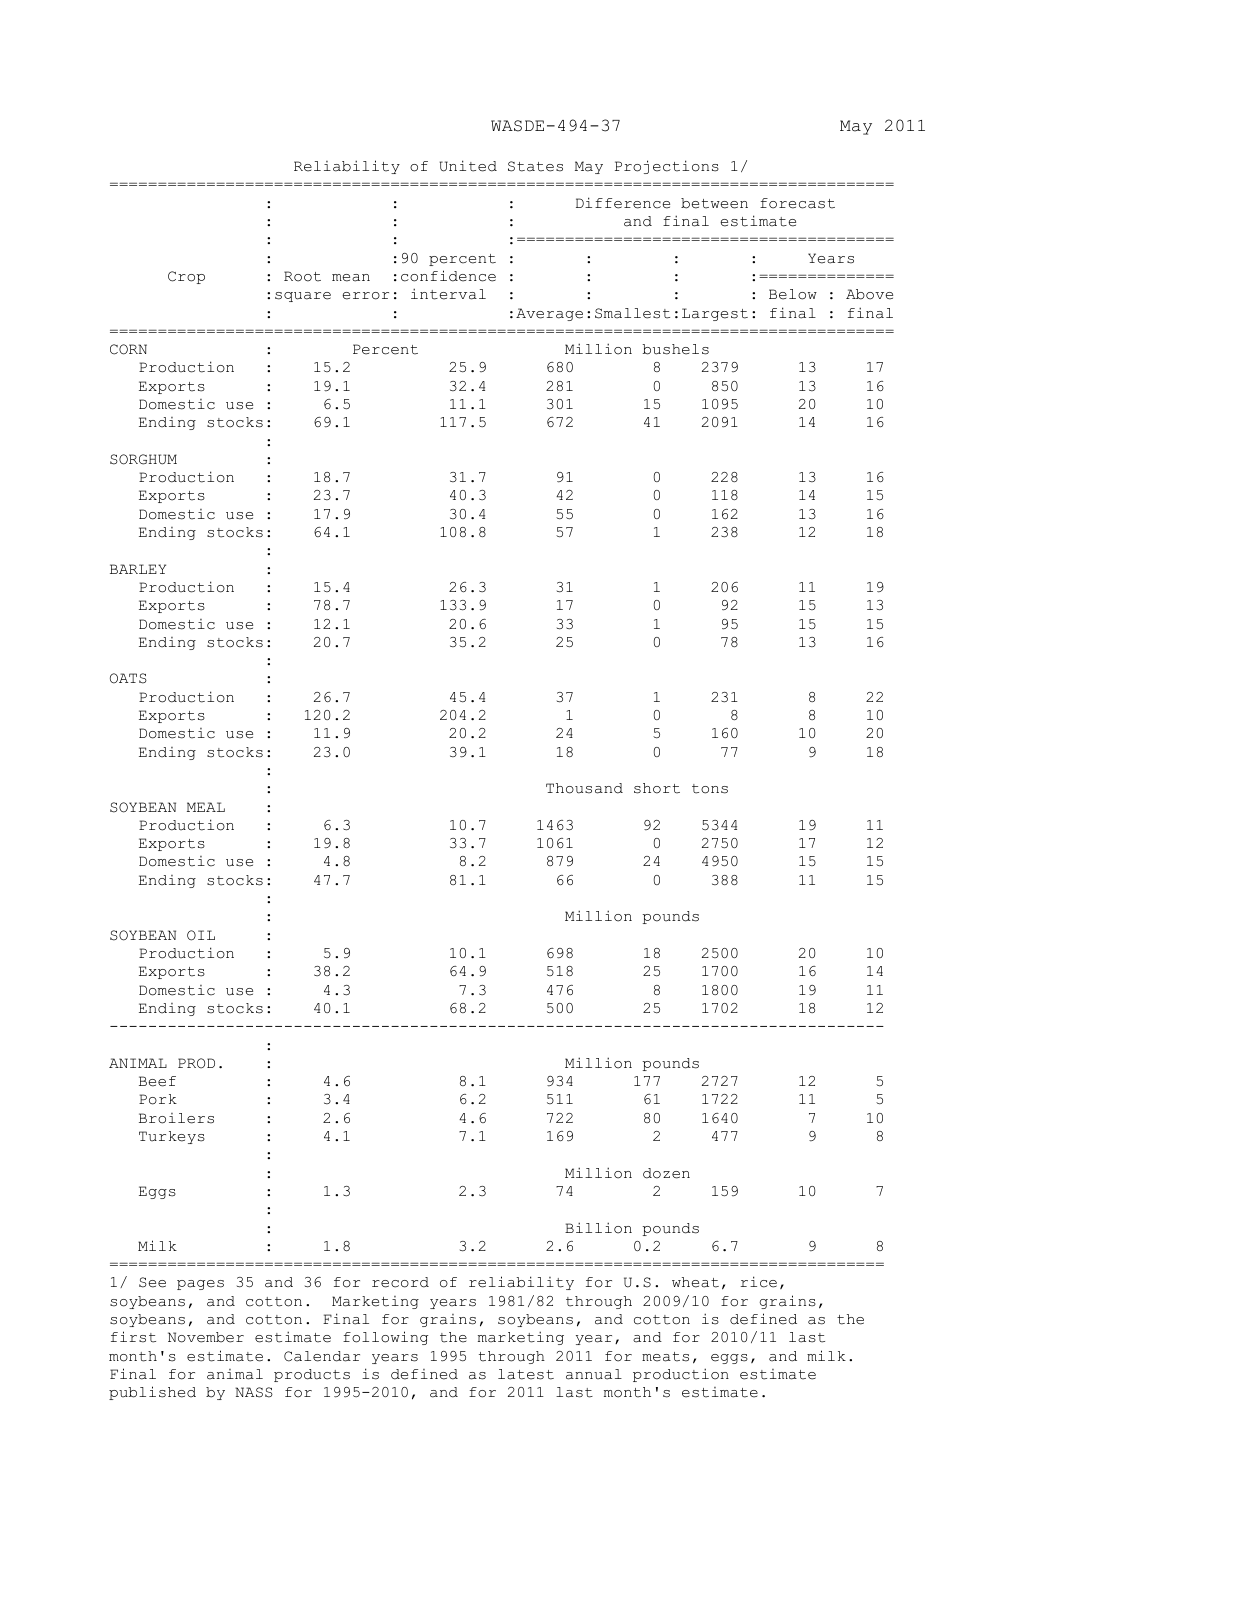 WASDE-494-37                         May 2011
                   Reliability of United States May Projections 1/
=================================================================================
                :            :           :      Difference between forecast
                :            :           :           and final estimate
                :            :           :=======================================
                :            :90 percent :       :        :       :     Years
      Crop      : Root mean  :confidence :       :        :       :==============
                :square error: interval  :       :        :       : Below : Above
                :            :           :Average:Smallest:Largest: final : final
=================================================================================
CORN            :        Percent               Million bushels
   Production   :    15.2          25.9      680       8    2379      13     17
   Exports      :    19.1          32.4      281       0     850      13     16
   Domestic use :     6.5          11.1      301      15    1095      20     10
   Ending stocks:    69.1         117.5      672      41    2091      14     16
                :
SORGHUM         :
   Production   :    18.7          31.7       91       0     228      13     16
   Exports      :    23.7          40.3       42       0     118      14     15
   Domestic use :    17.9          30.4       55       0     162      13     16
   Ending stocks:    64.1         108.8       57       1     238      12     18
                :
BARLEY          :
   Production   :    15.4          26.3       31       1     206      11     19
   Exports      :    78.7         133.9       17       0      92      15     13
   Domestic use :    12.1          20.6       33       1      95      15     15
   Ending stocks:    20.7          35.2       25       0      78      13     16
                :
OATS            :
   Production   :    26.7          45.4       37       1     231       8     22
   Exports      :   120.2         204.2        1       0       8       8     10
   Domestic use :    11.9          20.2       24       5     160      10     20
   Ending stocks:    23.0          39.1       18       0      77       9     18
                :
                :                            Thousand short tons
SOYBEAN MEAL    :
   Production   :     6.3          10.7     1463      92    5344      19     11
   Exports      :    19.8          33.7     1061       0    2750      17     12
   Domestic use :     4.8           8.2      879      24    4950      15     15
   Ending stocks:    47.7          81.1       66       0     388      11     15
                :
                :                              Million pounds
SOYBEAN OIL     :
   Production   :     5.9          10.1      698      18    2500      20     10
   Exports      :    38.2          64.9      518      25    1700      16     14
   Domestic use :     4.3           7.3      476       8    1800      19     11
   Ending stocks:    40.1          68.2      500      25    1702      18     12
--------------------------------------------------------------------------------
                :
ANIMAL PROD.    :                              Million pounds
   Beef         :     4.6           8.1      934     177    2727      12      5
   Pork         :     3.4           6.2      511      61    1722      11      5
   Broilers     :     2.6           4.6      722      80    1640       7     10
   Turkeys      :     4.1           7.1      169       2     477       9      8
                :
                :                              Million dozen
   Eggs         :     1.3           2.3       74       2     159      10      7
                :
                :                              Billion pounds
   Milk         :     1.8           3.2      2.6     0.2     6.7       9      8
================================================================================
1/ See pages 35 and 36 for record of reliability for U.S. wheat, rice,
soybeans, and cotton.  Marketing years 1981/82 through 2009/10 for grains,
soybeans, and cotton. Final for grains, soybeans, and cotton is defined as the
first November estimate following the marketing year, and for 2010/11 last
month's estimate. Calendar years 1995 through 2011 for meats, eggs, and milk.
Final for animal products is defined as latest annual production estimate
published by NASS for 1995-2010, and for 2011 last month's estimate.